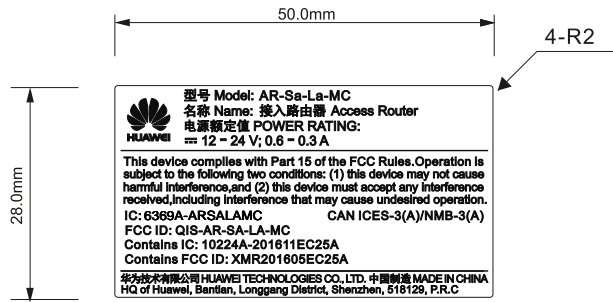 50.0mm
4-R2
28.0mm
HUAWEI
型号 Model: AR-Sa-La-MC
名称 Name: 接入路由器 Access Router
电源额定值 POWER RATING:
⎓ 12 - 24 V; 0.6 - 0.3 A
This device complies with Part 15 of the FCC Rules.Operation is
subject to the following two conditions: (1) this device may not cause
harmful interference,and (2) this device must accept any interference
received,including interference that may cause undesired operation.
IC: 6369A-ARSALAMC CAN ICES-3(A)/NMB-3(A)
FCC ID: QIS-AR-SA-LA-MC
Contains IC: 10224A-201611EC25A
Contains FCC ID: XMR201605EC25A
华为技术有限公司 HUAWEI TECHNOLOGIES CO., LTD. 中国制造 MADE IN CHINA
HQ of Huawei, Bantian, Longgang District, Shenzhen, 518129, P.R.C